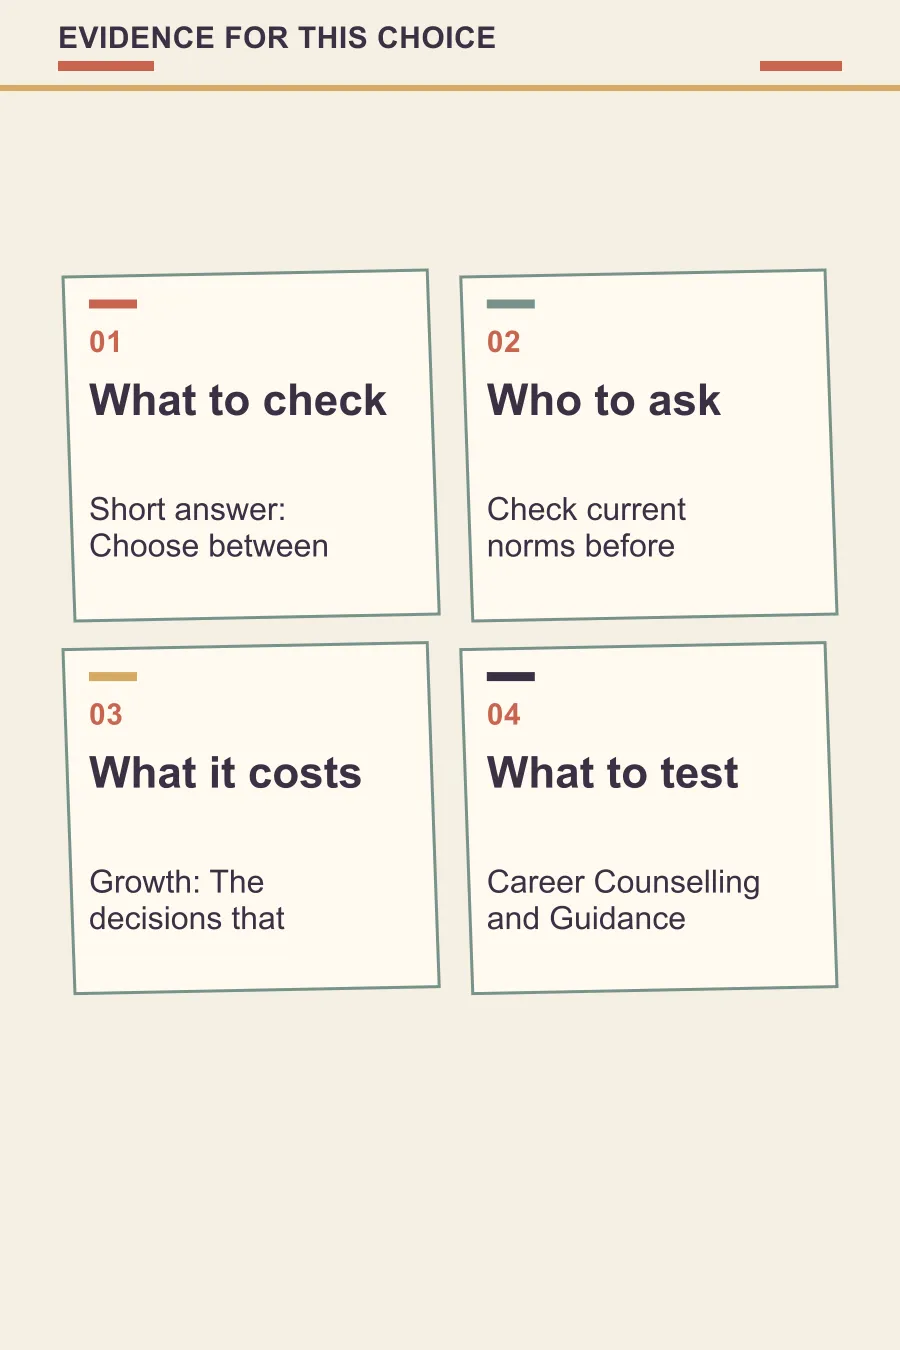 EVIDENCE FOR THIS CHOICE
01
What to check
Short answer:
Choose between
02
Who to ask
Check current
norms before
03
What it costs
Growth: The
decisions that
04
What to test
Career Counselling
and Guidance